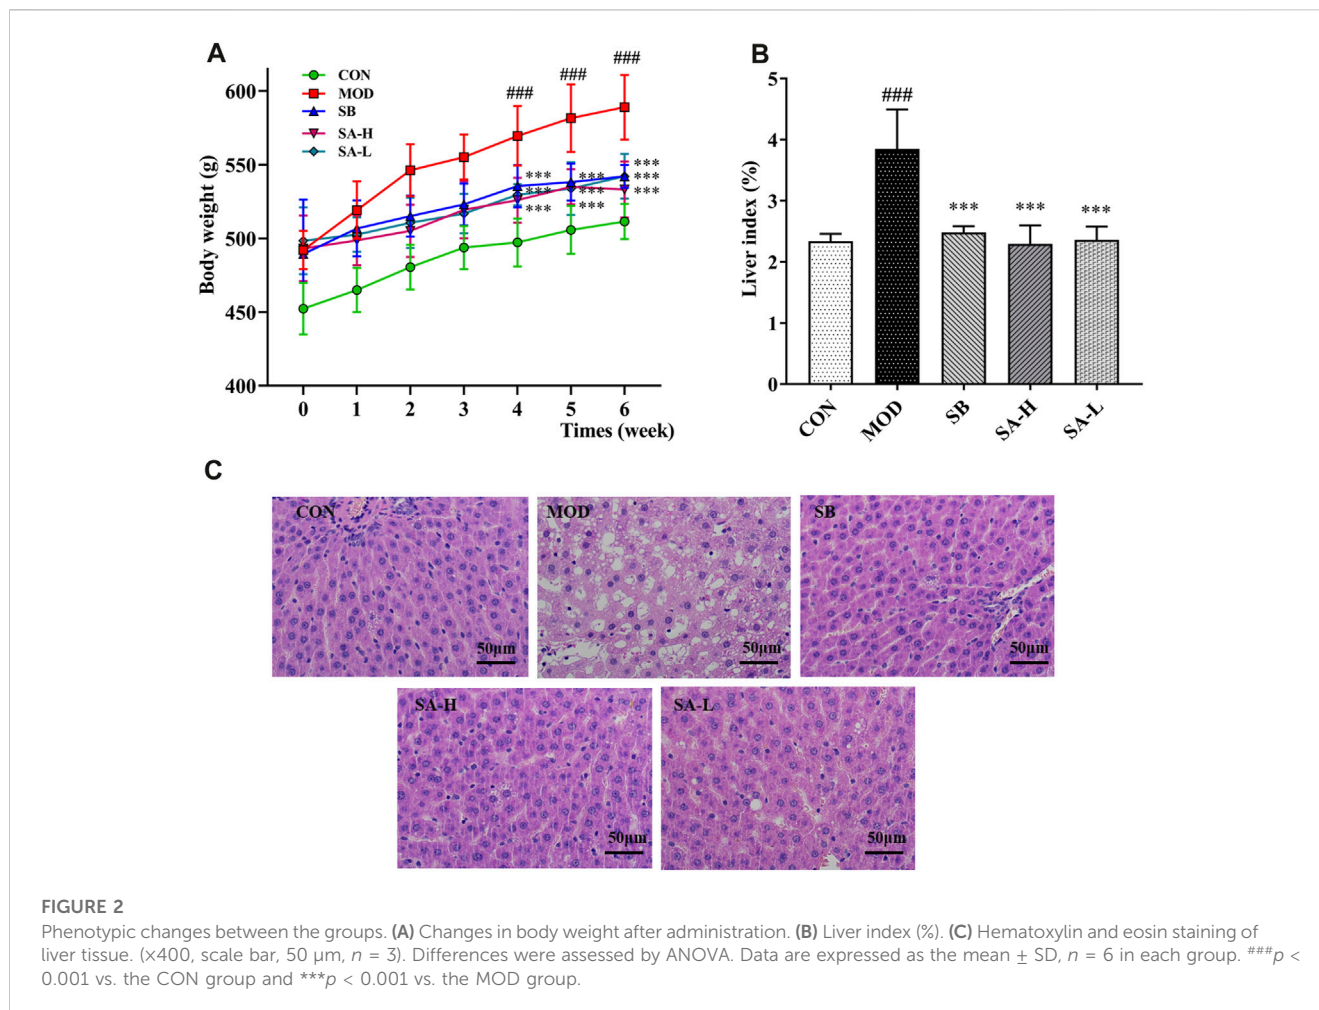 A
CON
MOD
SB
SA-H
SA-L
###
###
###
600
550
500
450
400
Body weight (g)
***
***
***
***
***
***
***
***
***
0 1 2 3 4 5 6
Times (week)
B
5
4
3
2
1
0
Liver index (%)
###
***
***
***
CON
MOD
SB
SA-H
SA-L
C
CON
50μm
MOD
50μm
SB
50μm
SA-H
50μm
SA-L
50μm
FIGURE 2
Phenotypic changes between the groups. (A) Changes in body weight after administration. (B) Liver index (%). (C) Hematoxylin and eosin staining of
liver tissue. (×400, scale bar, 50 μm, n = 3). Differences were assessed by ANOVA. Data are expressed as the mean ± SD, n = 6 in each group. ###p <
0.001 vs. the CON group and ***p < 0.001 vs. the MOD group.